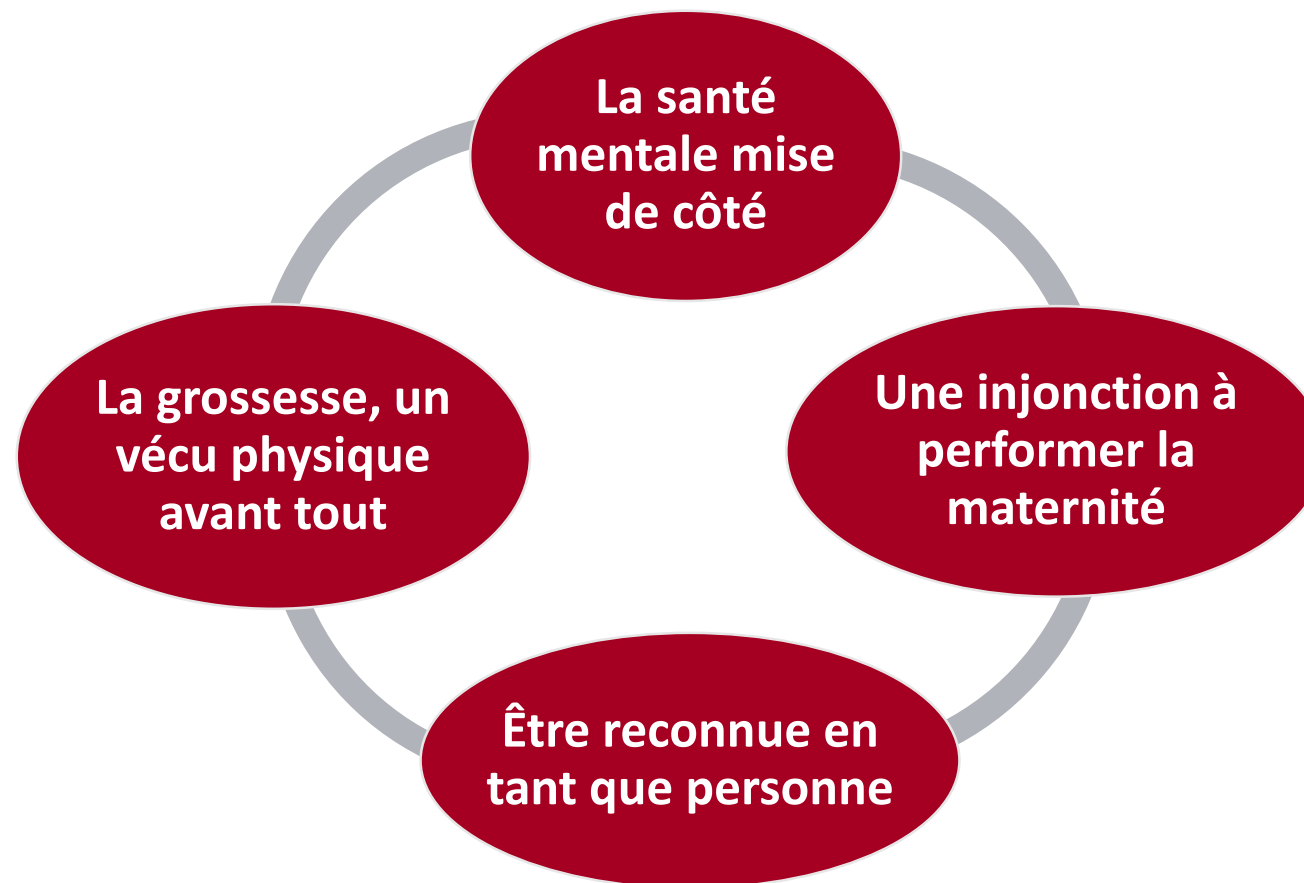 La santé
mentale mise
de côté
Une injonction à
performer la
maternité
Être reconnue en
tant que personne
La grossesse, un
vécu physique
avant tout